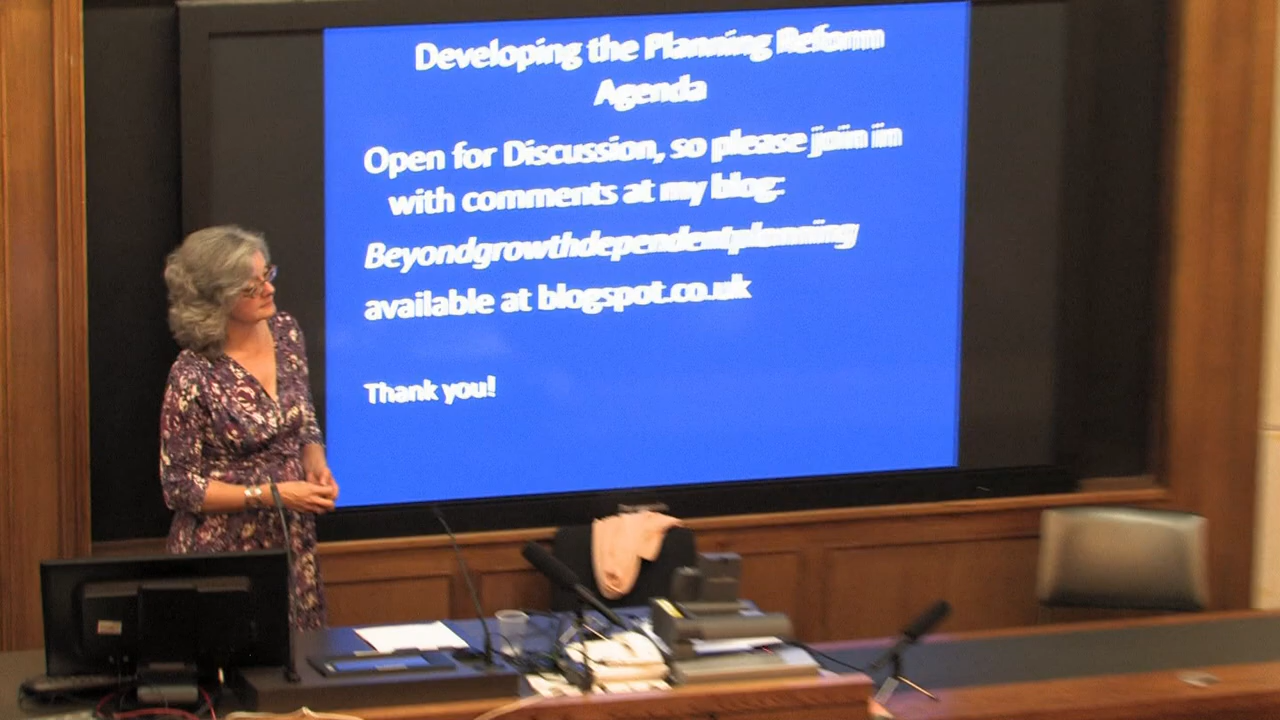 Developing the Planning Reform
Agenda
Open for Discussion, so please join in
with comments at my blog:
Beyondgrowthdependentplanning
available at blogspot.co.uk
Thank you!